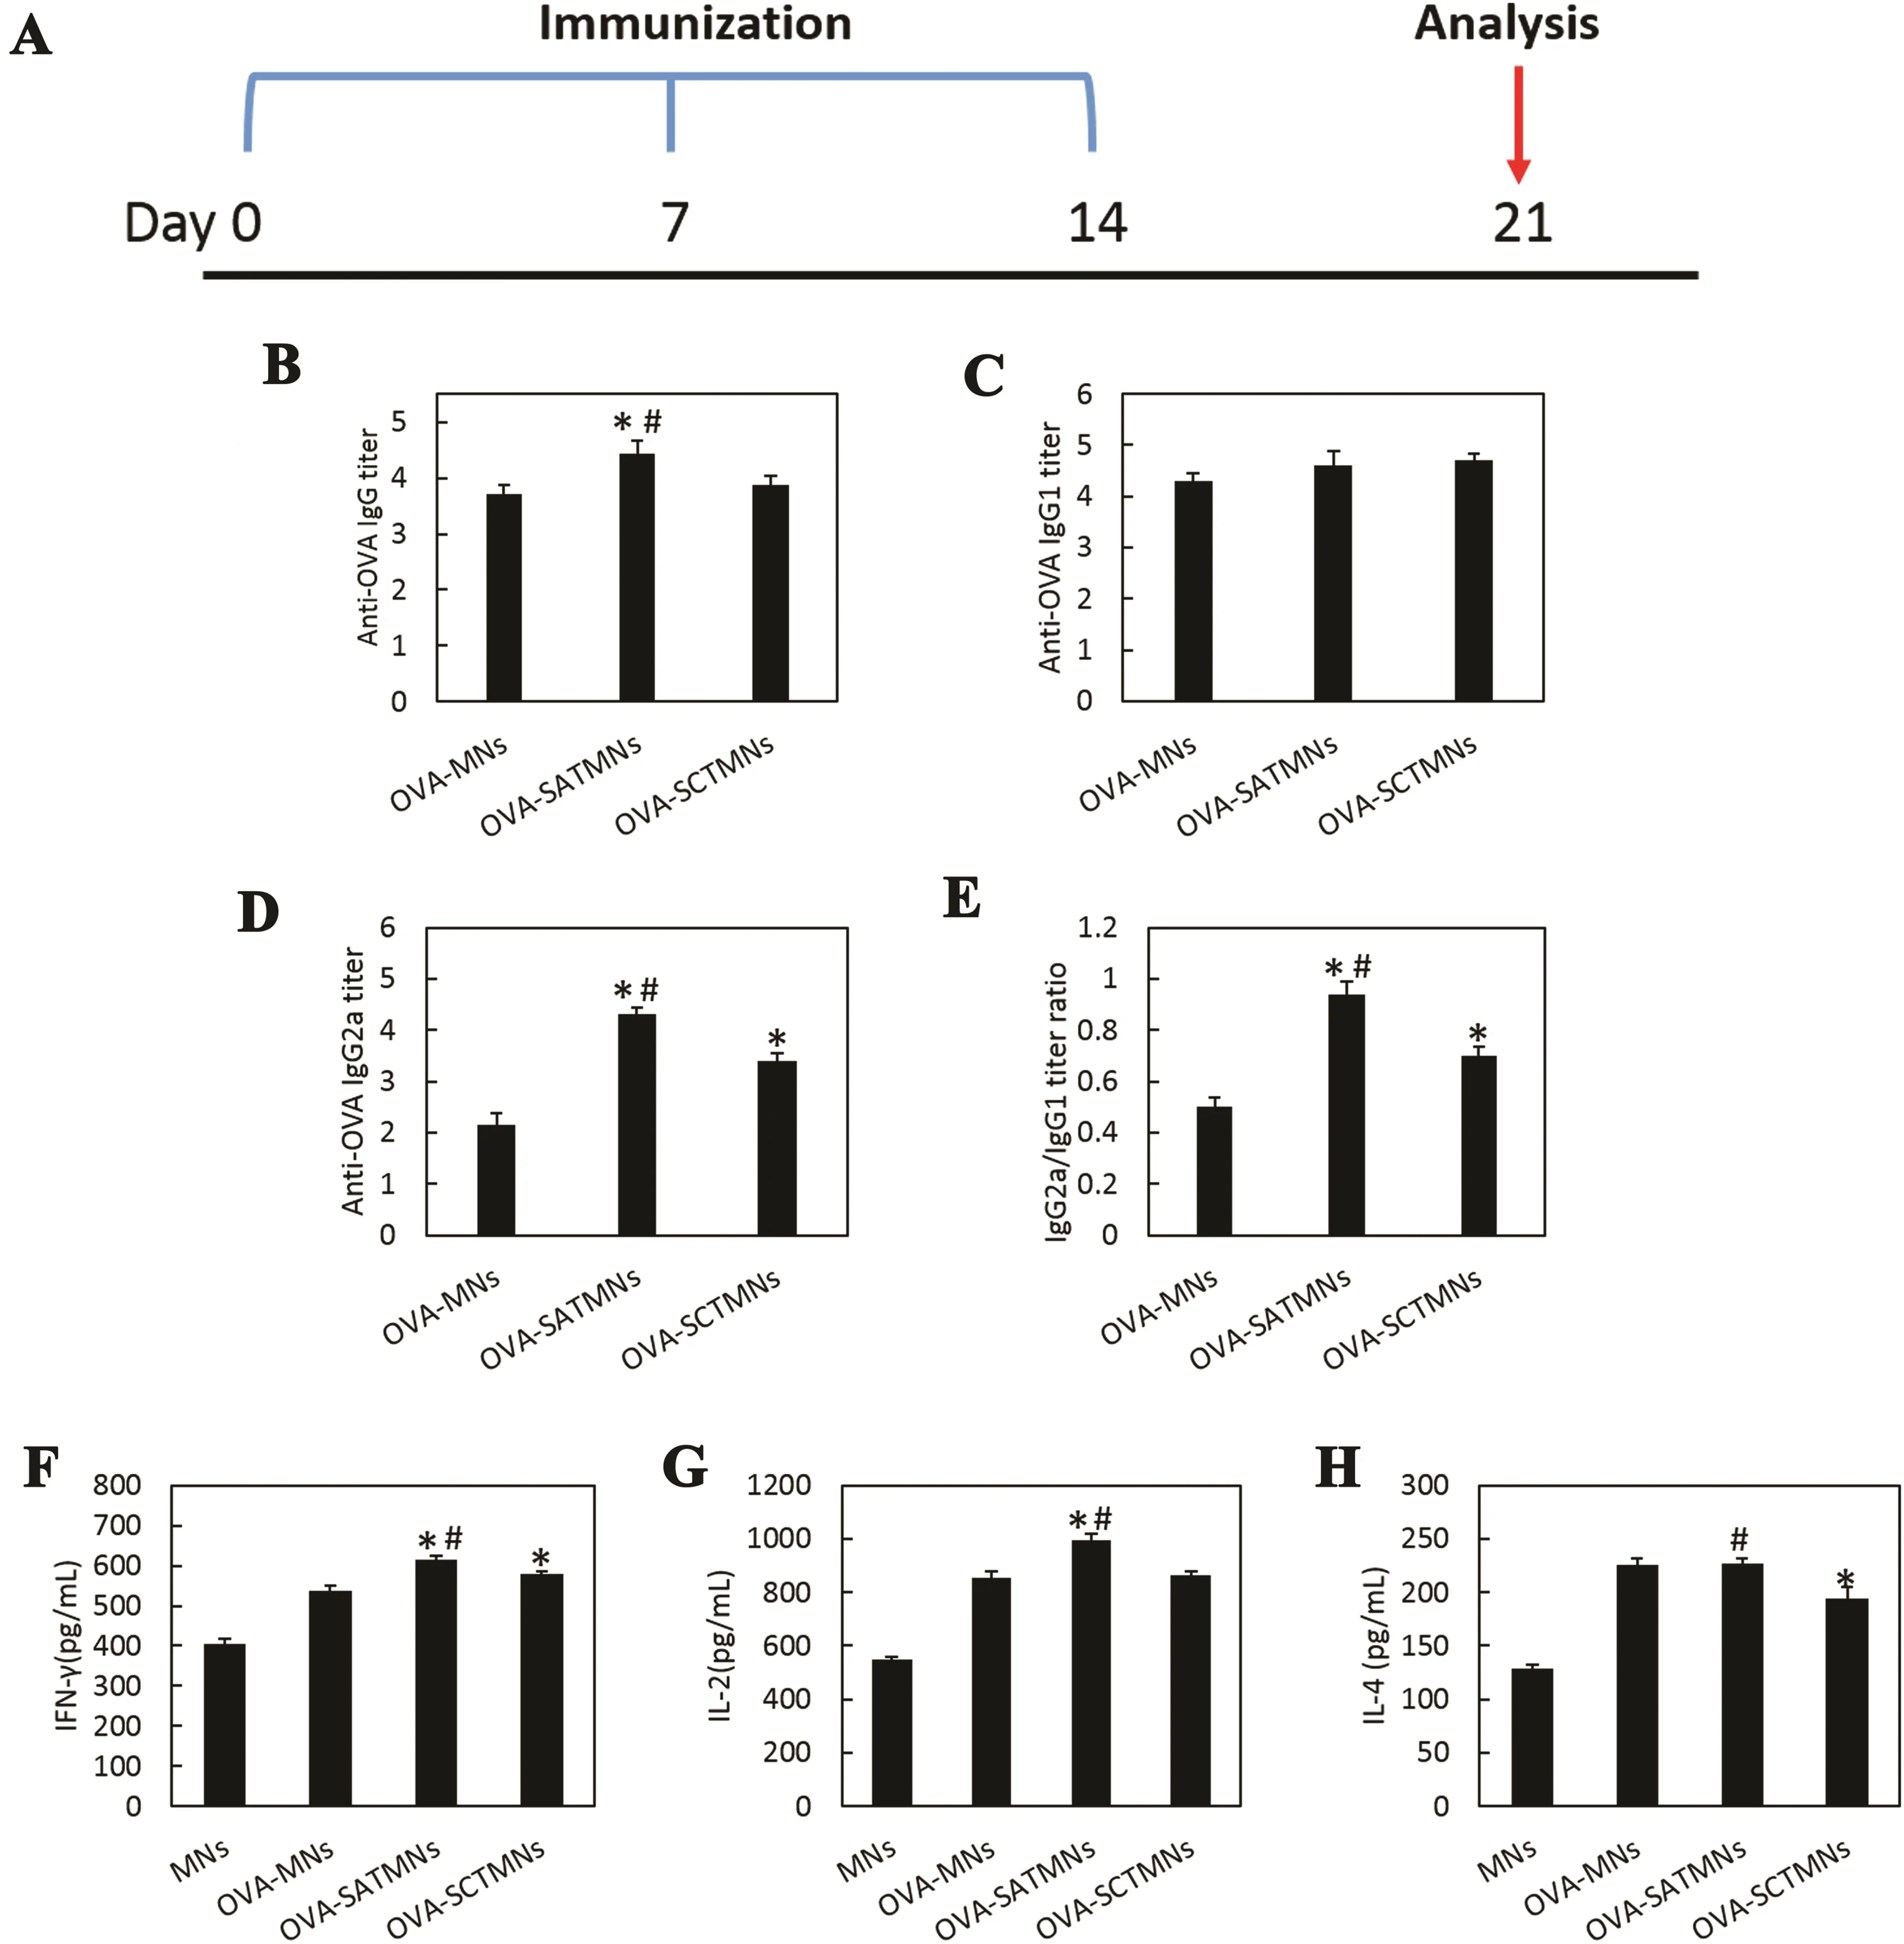 A
Immunization
Analysis
Day 0 7 14 21
B
Anti-OVA IgG titer
5
4
3
2
1
0
* #
OVA-MNs
OVA-SATMNs
OVA-SCTMNs
C
Anti-OVA IgG1 titer
6
5
4
3
2
1
0
OVA-MNs
OVA-SATMNs
OVA-SCTMNs
D
Anti-OVA IgG2a titer
6
5
4
3
2
1
0
* #
*
OVA-MNs
OVA-SATMNs
OVA-SCTMNs
E
IgG2a/IgG1 titer ratio
1.2
1
0.8
0.6
0.4
0.2
0
* #
*
OVA-MNs
OVA-SATMNs
OVA-SCTMNs
F
IFN-γ(pg/mL)
800
700
600
500
400
300
200
100
0
* #
*
MNs
OVA-MNs
OVA-SATMNs
OVA-SCTMNs
G
IL-2(pg/mL)
1200
1000
800
600
400
200
0
* #
MNs
OVA-MNs
OVA-SATMNs
OVA-SCTMNs
H
IL-4 (pg/mL)
300
250
200
150
100
50
0
#
*
MNs
OVA-MNs
OVA-SATMNs
OVA-SCTMNs